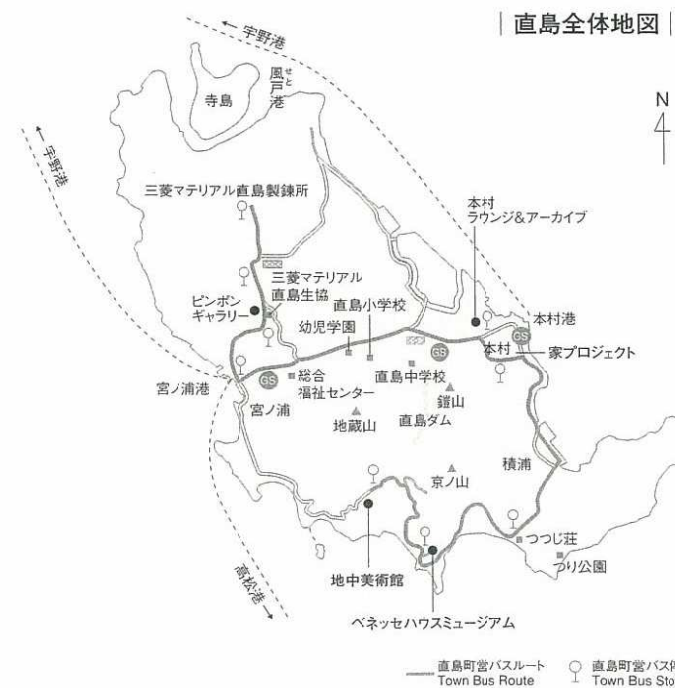 直島全体地図
N
← 宇野港
せと
風戸港
寺島
← 宇野港
三菱マテリアル直島製錬所
本村
ラウンジ&アーカイブ
三菱マテリアル
直島生協
ピンポン
ギャラリー
直島小学校
幼児学園
本村港
GS
GB
本村
家プロジェクト
直島中学校
宮ノ浦港
GS
総合
福祉センター
宮ノ浦
鎧山
地蔵山
直島ダム
積浦
京ノ山
つつじ荘
つり公園
地中美術館
高松港 →
ベネッセハウスミュージアム
直島町営バスルート
Town Bus Route
直島町営バス
Town Bus Sto